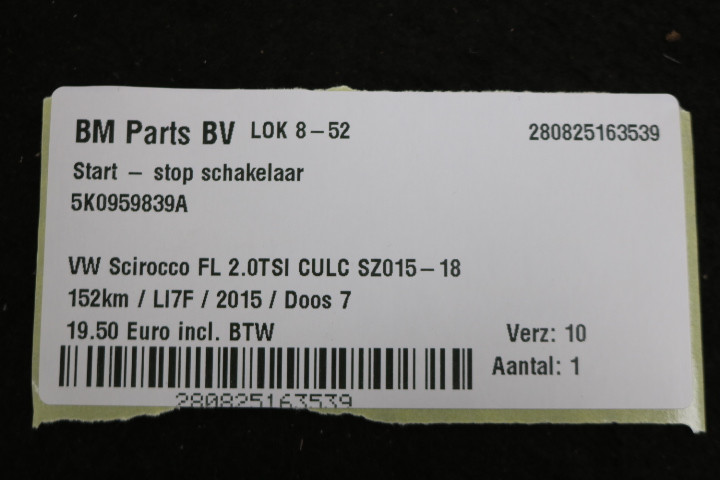 BM Parts BV LOK 8-52 280825163539
Start - stop schakelaar
5K0959839A
VW Scirocco FL 2.0TSI CULC SZ015-18
152km / LI7F / 2015 / Doos 7
19.50 Euro incl. BTW Verz: 10
Aantal: 1
280825163539